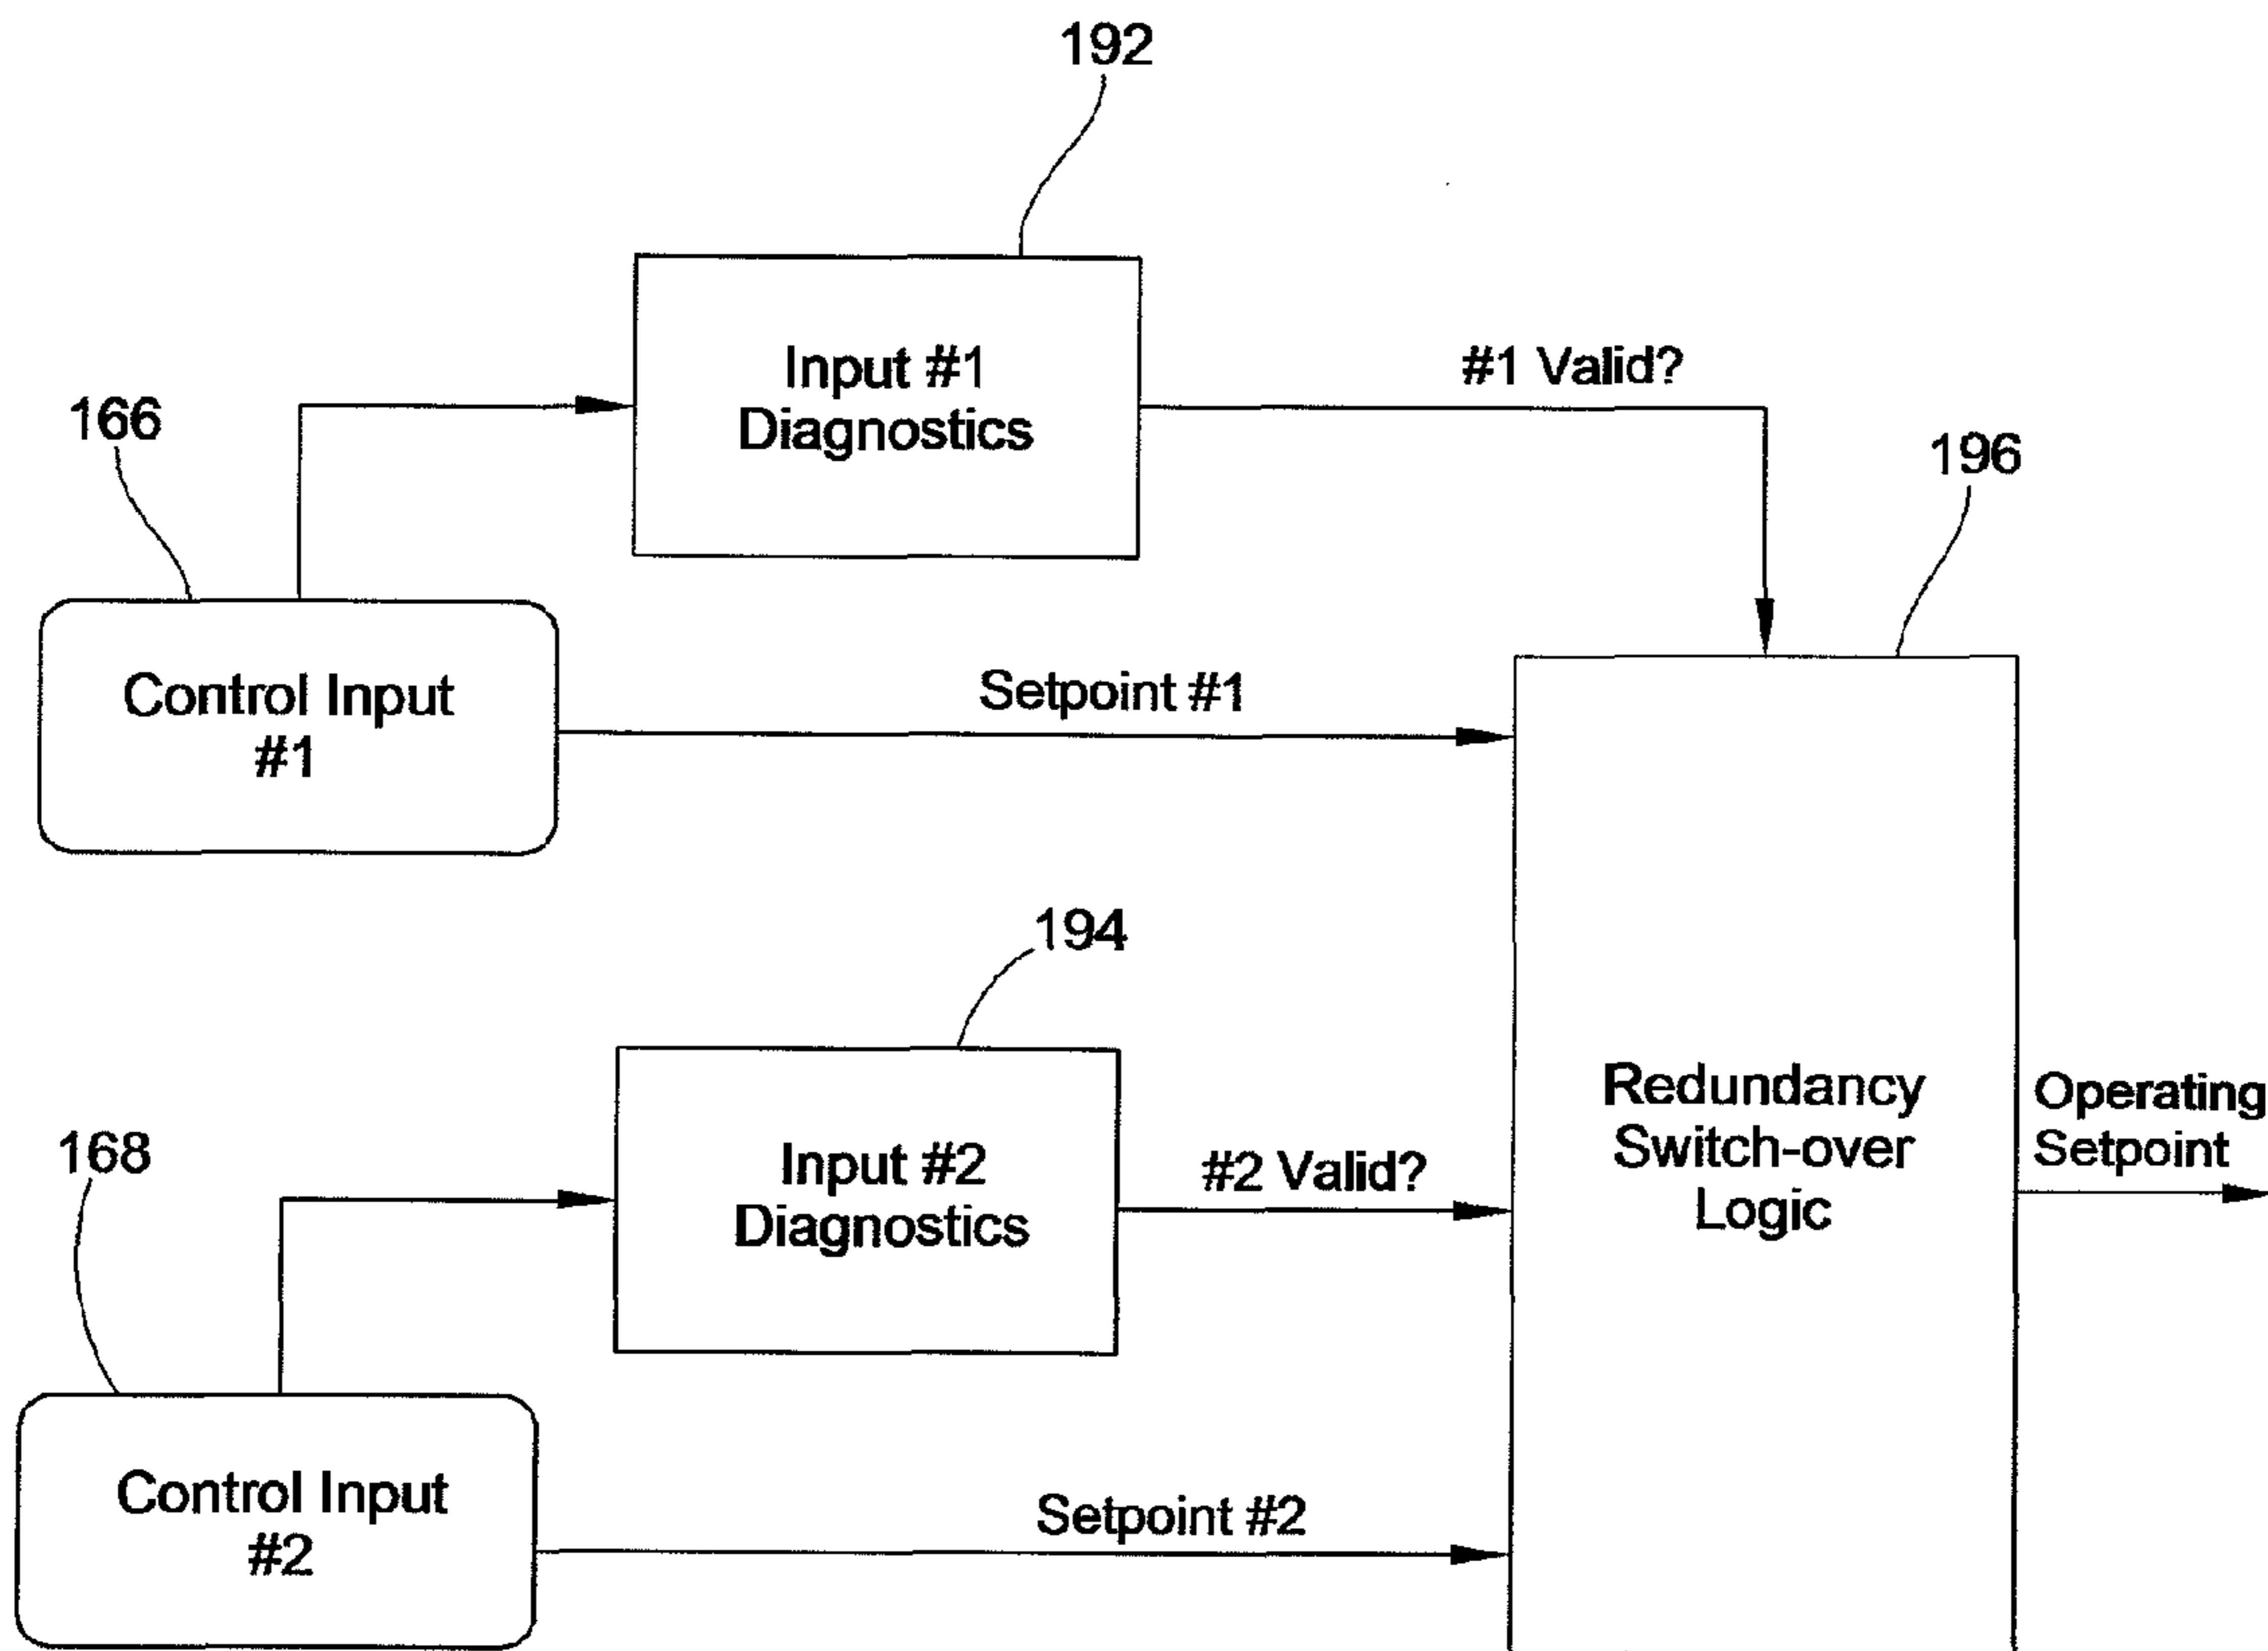 192
Input #1
Diagnostics
#1 Valid?
166
196
Control Input
#1
Setpoint #1
194
Input #2
Diagnostics
#2 Valid?
Redundancy
Switch-over
Logic
Operating
Setpoint
168
Control Input
#2
Setpoint #2